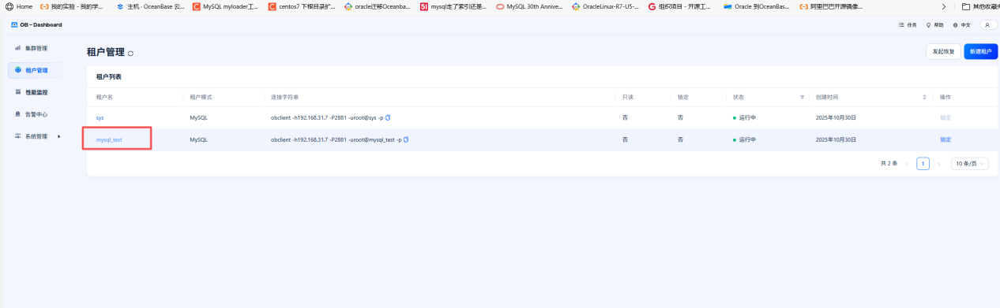 Home 我的实验 - 我的学... 主机 · OceanBase 云... MySQL myloader工... centos7 下根目录扩... oracle迁移Oceanba... mysql走了索引还是... MySQL 30th Annive... OracleLinux-R7-U5-... 组织项目 - 开源工... Oracle 到OceanBas... 阿里巴巴开源镜像... 其他收藏夹
OB-Dashboard 任务 帮助 中文
集群管理
租户管理
性能监控
告警中心
系统管理
租户管理 发起恢复 新建租户
租户列表
租户名 租户模式 连接字符串 只读 锁定 状态 创建时间 操作
sys MySQL obclient -h192.168.31.7 -P2881 -uroot@sys -p 否 否 运行中 2025年10月30日 锁定
mysql_test MySQL obclient -h192.168.31.7 -P2881 -uroot@mysql_test -p 否 否 运行中 2025年10月30日 锁定
共 2 条 < 1 > 10 条/页